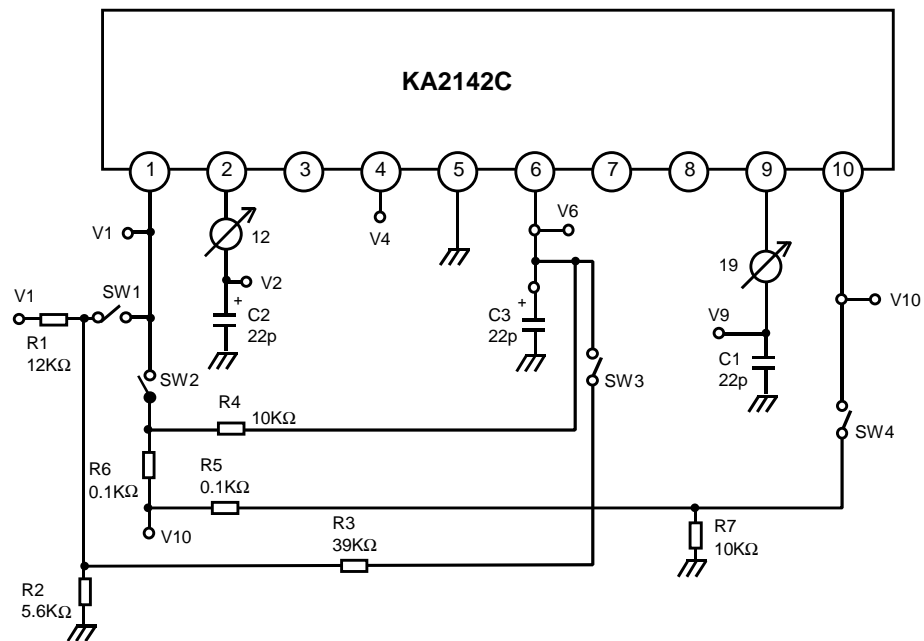 KA2142C
1 2 3 4 5 6 7 8 9 10
V1
12
V4
V6
V2
19
V10
V1
SW1
+
C2
22p
C3
+
22p
V9
C1
22p
R1
12KΩ
SW2
SW3
SW4
R4
10KΩ
R6
0.1KΩ
R5
0.1KΩ
V10
R3
39KΩ
R7
10KΩ
R2
5.6KΩ